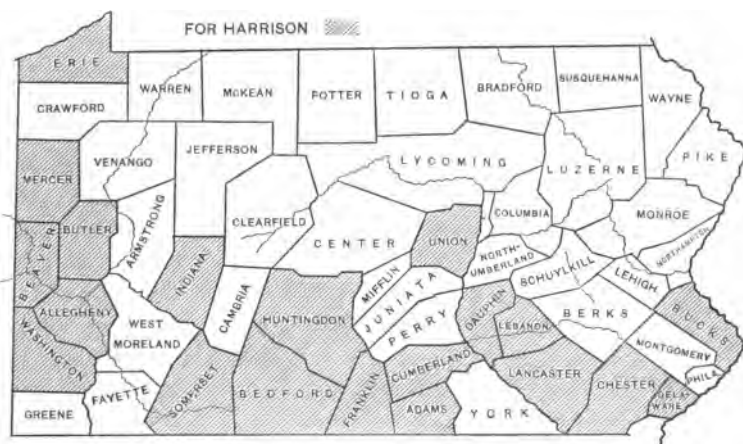 FOR HARRISON
ERIE
CRAWFORD
WARREN
McKEAN
POTTER
TIOGA
BRADFORD
SUSQUEHANNA
WAYNE
PIKE
MERCER
VENANGO
JEFFERSON
LYCOMING
LUZERNE
CLEARFIELD
CENTER
UNION
COLUMBIA
MONROE
NORTHAMPTON
BEAVER
BUTLER
ARMSTRONG
INDIANA
CAMBRIA
HUNTINGDON
MIFFLIN
JUNIATA
PERRY
NORTH-
UMBERLAND
SCHUYLKILL
LEHIGH
BERKS
BUCKS
ALLEGHENY
WEST
MORELAND
DAUPHIN
LEBANON
MONTGOMERY
PHILA.
WASHINGTON
GREENE
FAYETTE
SOMERSET
BEDFORD
FRANKLIN
CUMBERLAND
ADAMS
YORK
LANCASTER
CHESTER
DELA-
WARE